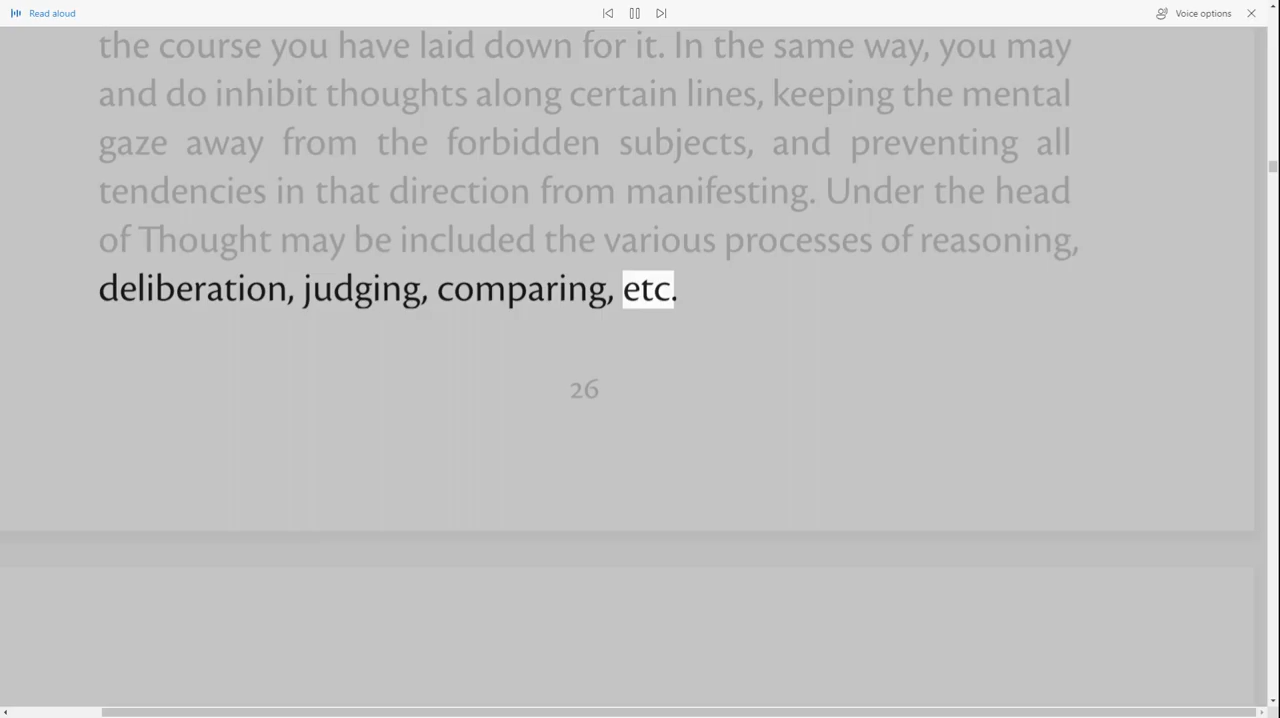 Read aloud
Voice options
the course you have laid down for it. In the same way, you may
and do inhibit thoughts along certain lines, keeping the mental
gaze away from the forbidden subjects, and preventing all
tendencies in that direction from manifesting. Under the head
of Thought may be included the various processes of reasoning,
deliberation, judging, comparing, etc.
26